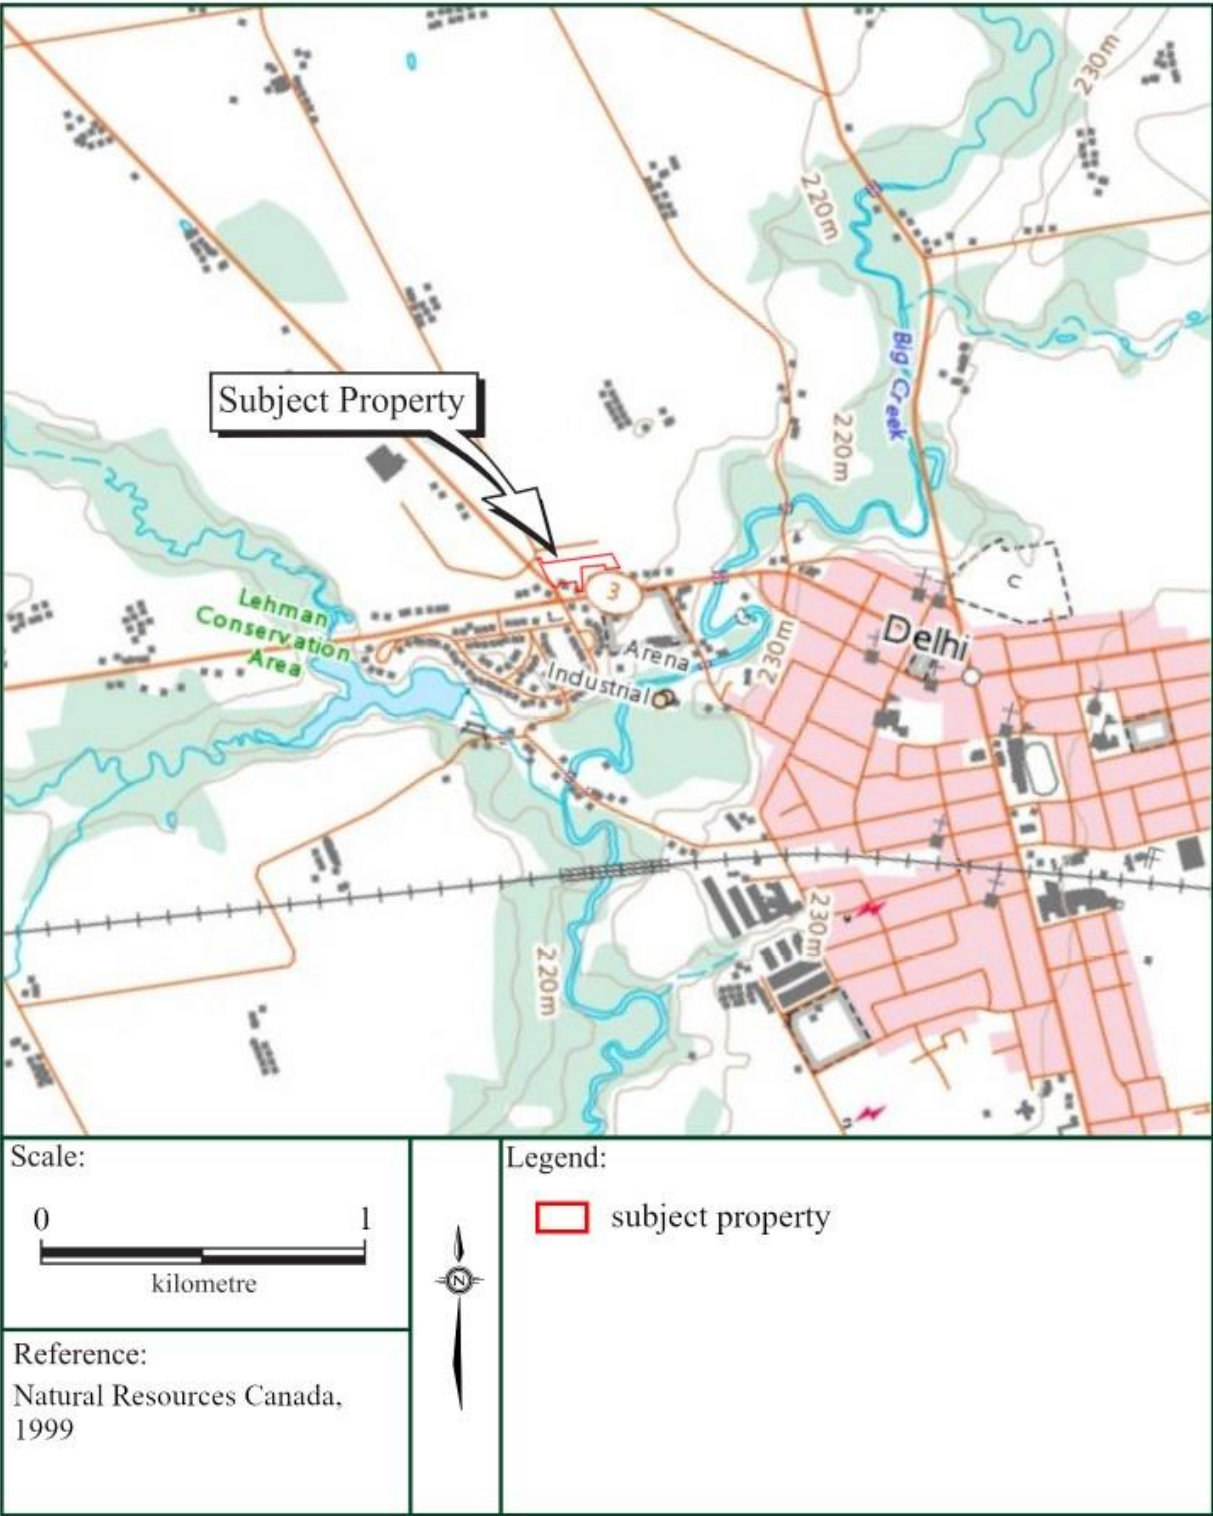 230m
220m
Big Creek
Subject Property
220m
C
3
Lehman
Conservation
Area
Delhi
Arena
230m
Industrial
230m
220m
Scale:
0 1
kilometre
N
Legend:
subject property
Reference:
Natural Resources Canada,
1999